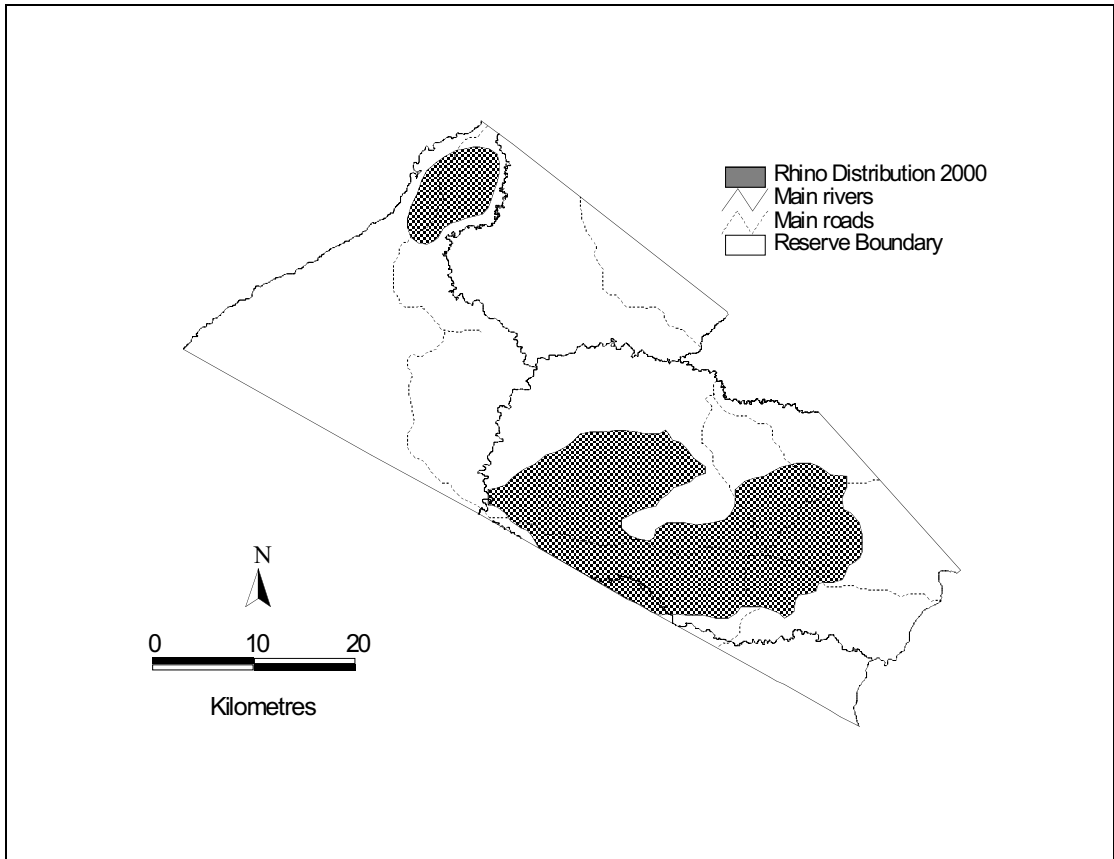 Rhino Distribution 2000
Main rivers
Main roads
Reserve Boundary
N
0 10 20
Kilometres